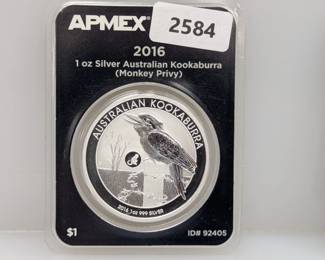 APMEX
2584
2016
1 oz Silver Australian Kookaburra
(Monkey Privy)
AUSTRALIAN KOOKABURRA
2016 1oz 999 SILVER
$1
ID# 92405